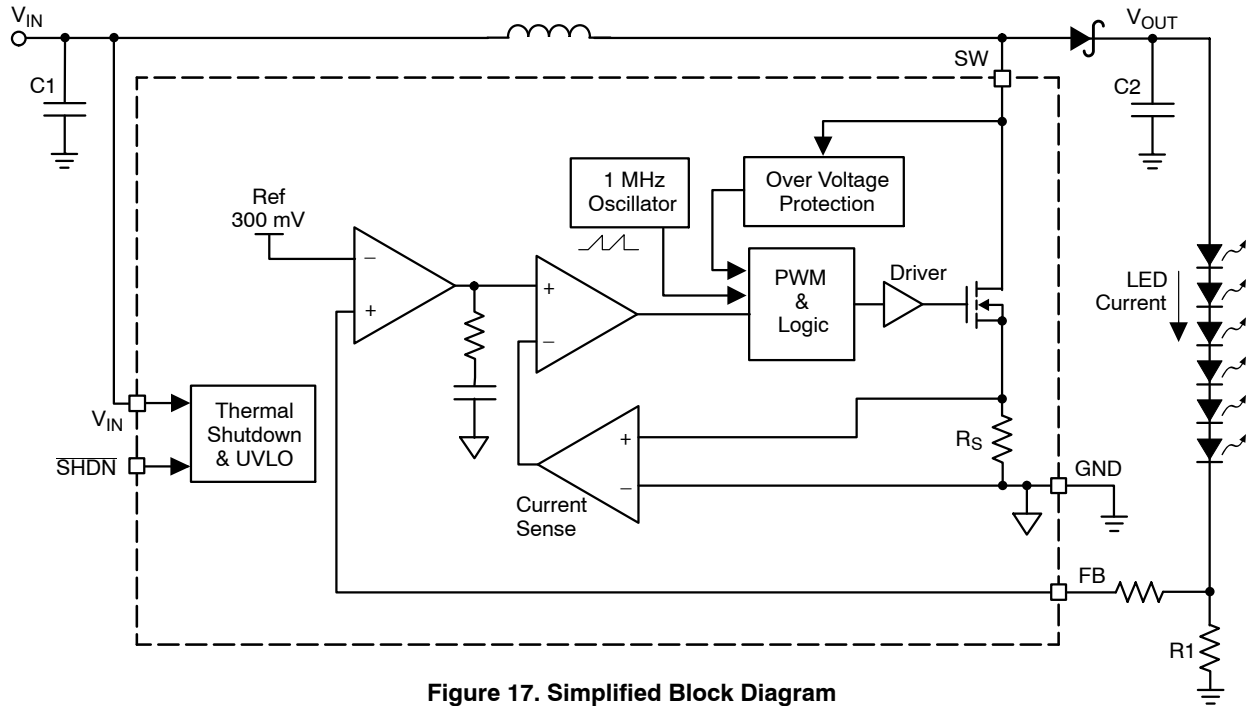 VIN
VOUT
SW
C1
C2
1 MHz
Oscillator
Over Voltage
Protection
Ref
300 mV
−
+
+
−
PWM
&
Logic
Driver
LED
Current
VIN
SHDN
Thermal
Shutdown
& UVLO
Current
Sense
+
−
RS
GND
FB
R1
Figure 17. Simplified Block Diagram